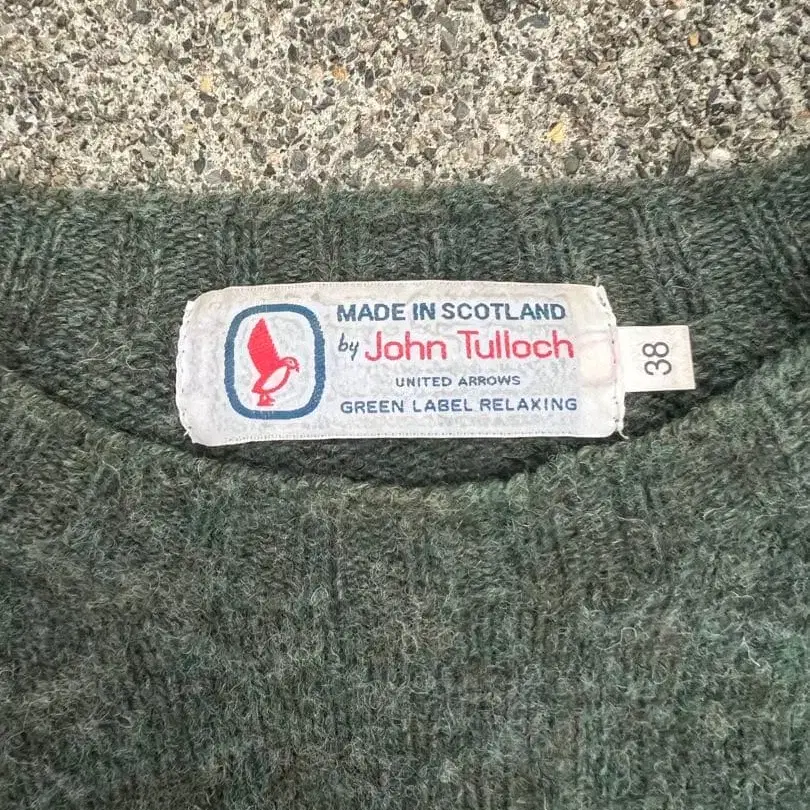 MADE IN SCOTLAND
by John Tulloch
UNITED ARROWS
GREEN LABEL RELAXING
38